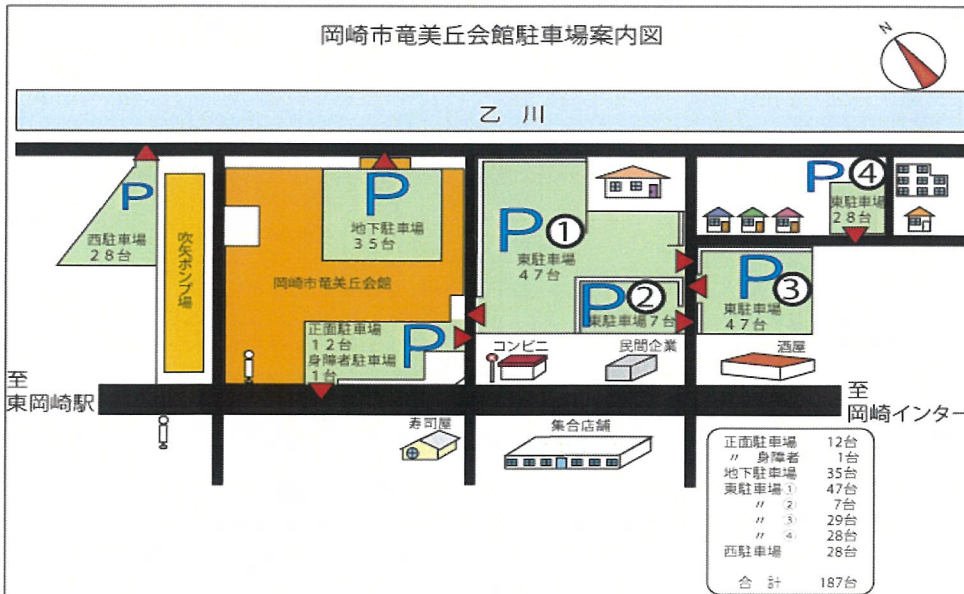 岡崎市竜美丘会館駐車場案内図
N
乙 川
P
西駐車場
28台
吹矢ポンプ場
P
地下駐車場
35台
岡崎市竜美丘会館
正面駐車場
12台
身障者駐車場
1台
P
P①
東駐車場
47台
P②
東駐車場7台
P③
東駐車場
47台
P④
東駐車場
28台
コンビニ
民間企業
酒屋
至
東岡崎駅
至
岡崎インター
寿司屋
集合店舗
正面駐車場 12台
〃 身障者 1台
地下駐車場 35台
東駐車場① 47台
〃 ② 7台
〃 ③ 29台
〃 ④ 28台
西駐車場 28台
合 計 187台